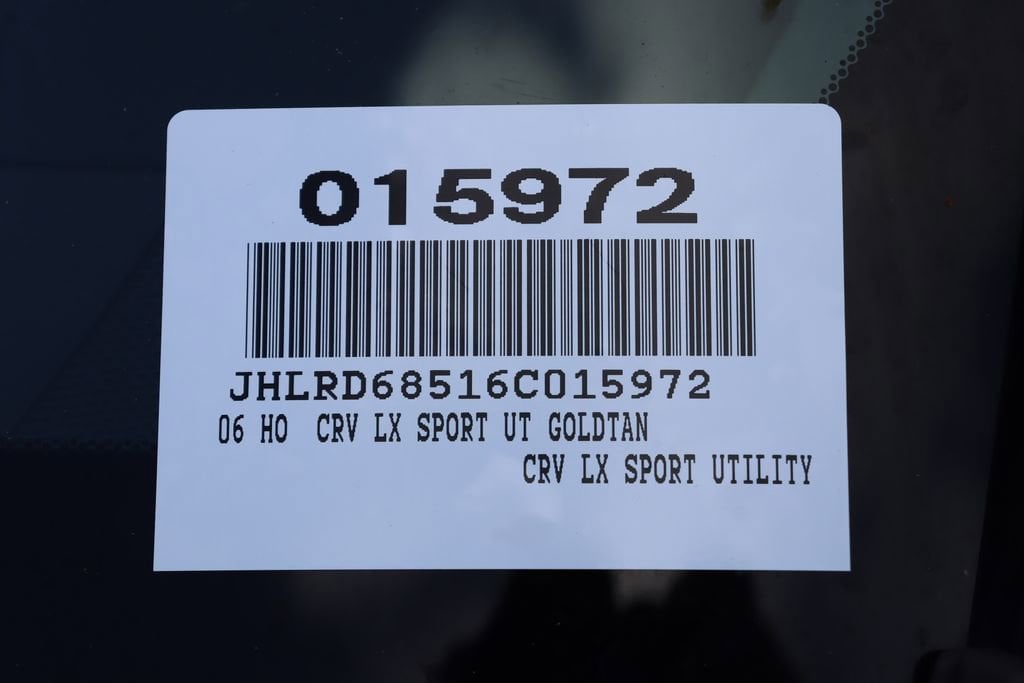 015972
JHLRD68516C015972
06 HO CRV LX SPORT UT GOLDTAN
CRV LX SPORT UTILITY